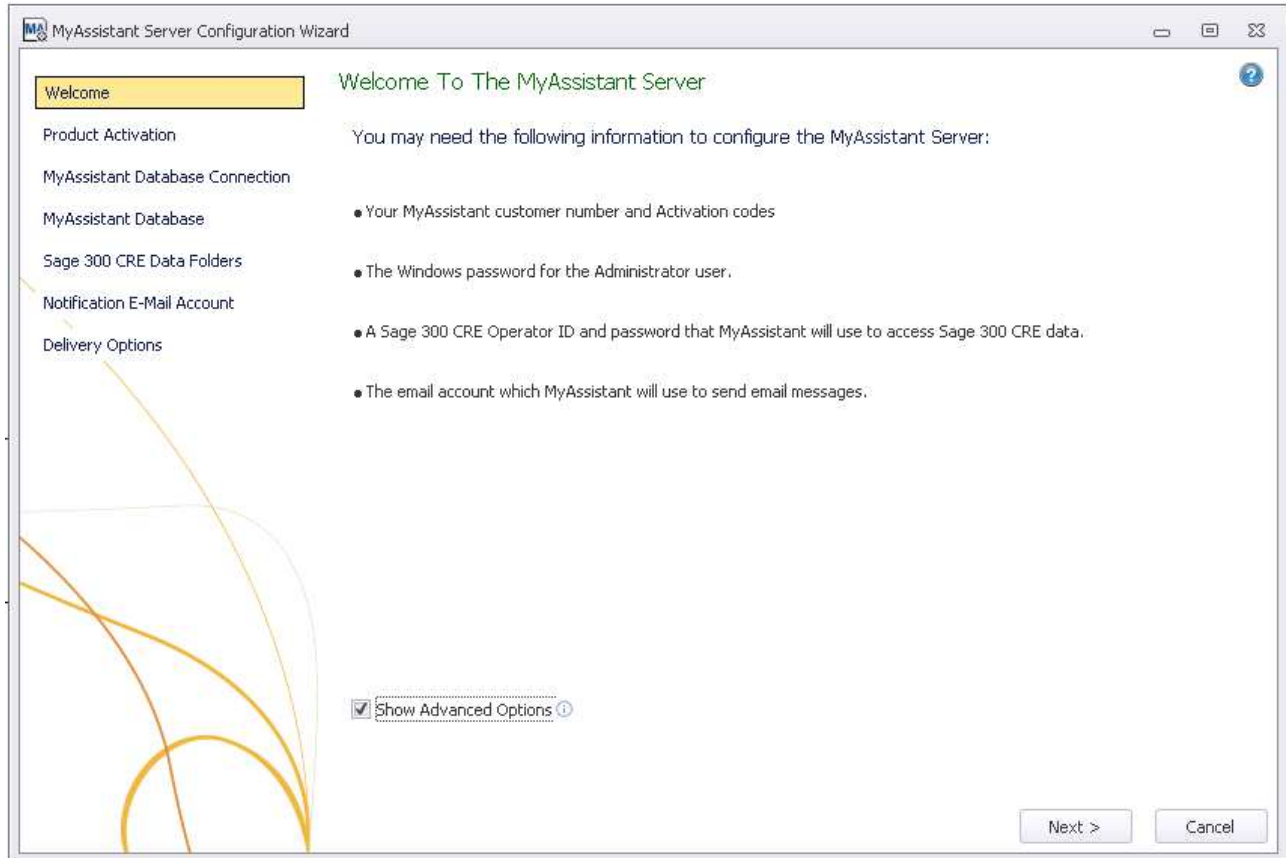 MyAssistant Server Configuration Wizard
Welcome
Product Activation
MyAssistant Database Connection
MyAssistant Database
Sage 300 CRE Data Folders
Notification E-Mail Account
Delivery Options
Welcome To The MyAssistant Server
You may need the following information to configure the MyAssistant Server:
• Your MyAssistant customer number and Activation codes
• The Windows password for the Administrator user.
• A Sage 300 CRE Operator ID and password that MyAssistant will use to access Sage 300 CRE data.
• The email account which MyAssistant will use to send email messages.
Show Advanced Options
Next >
Cancel